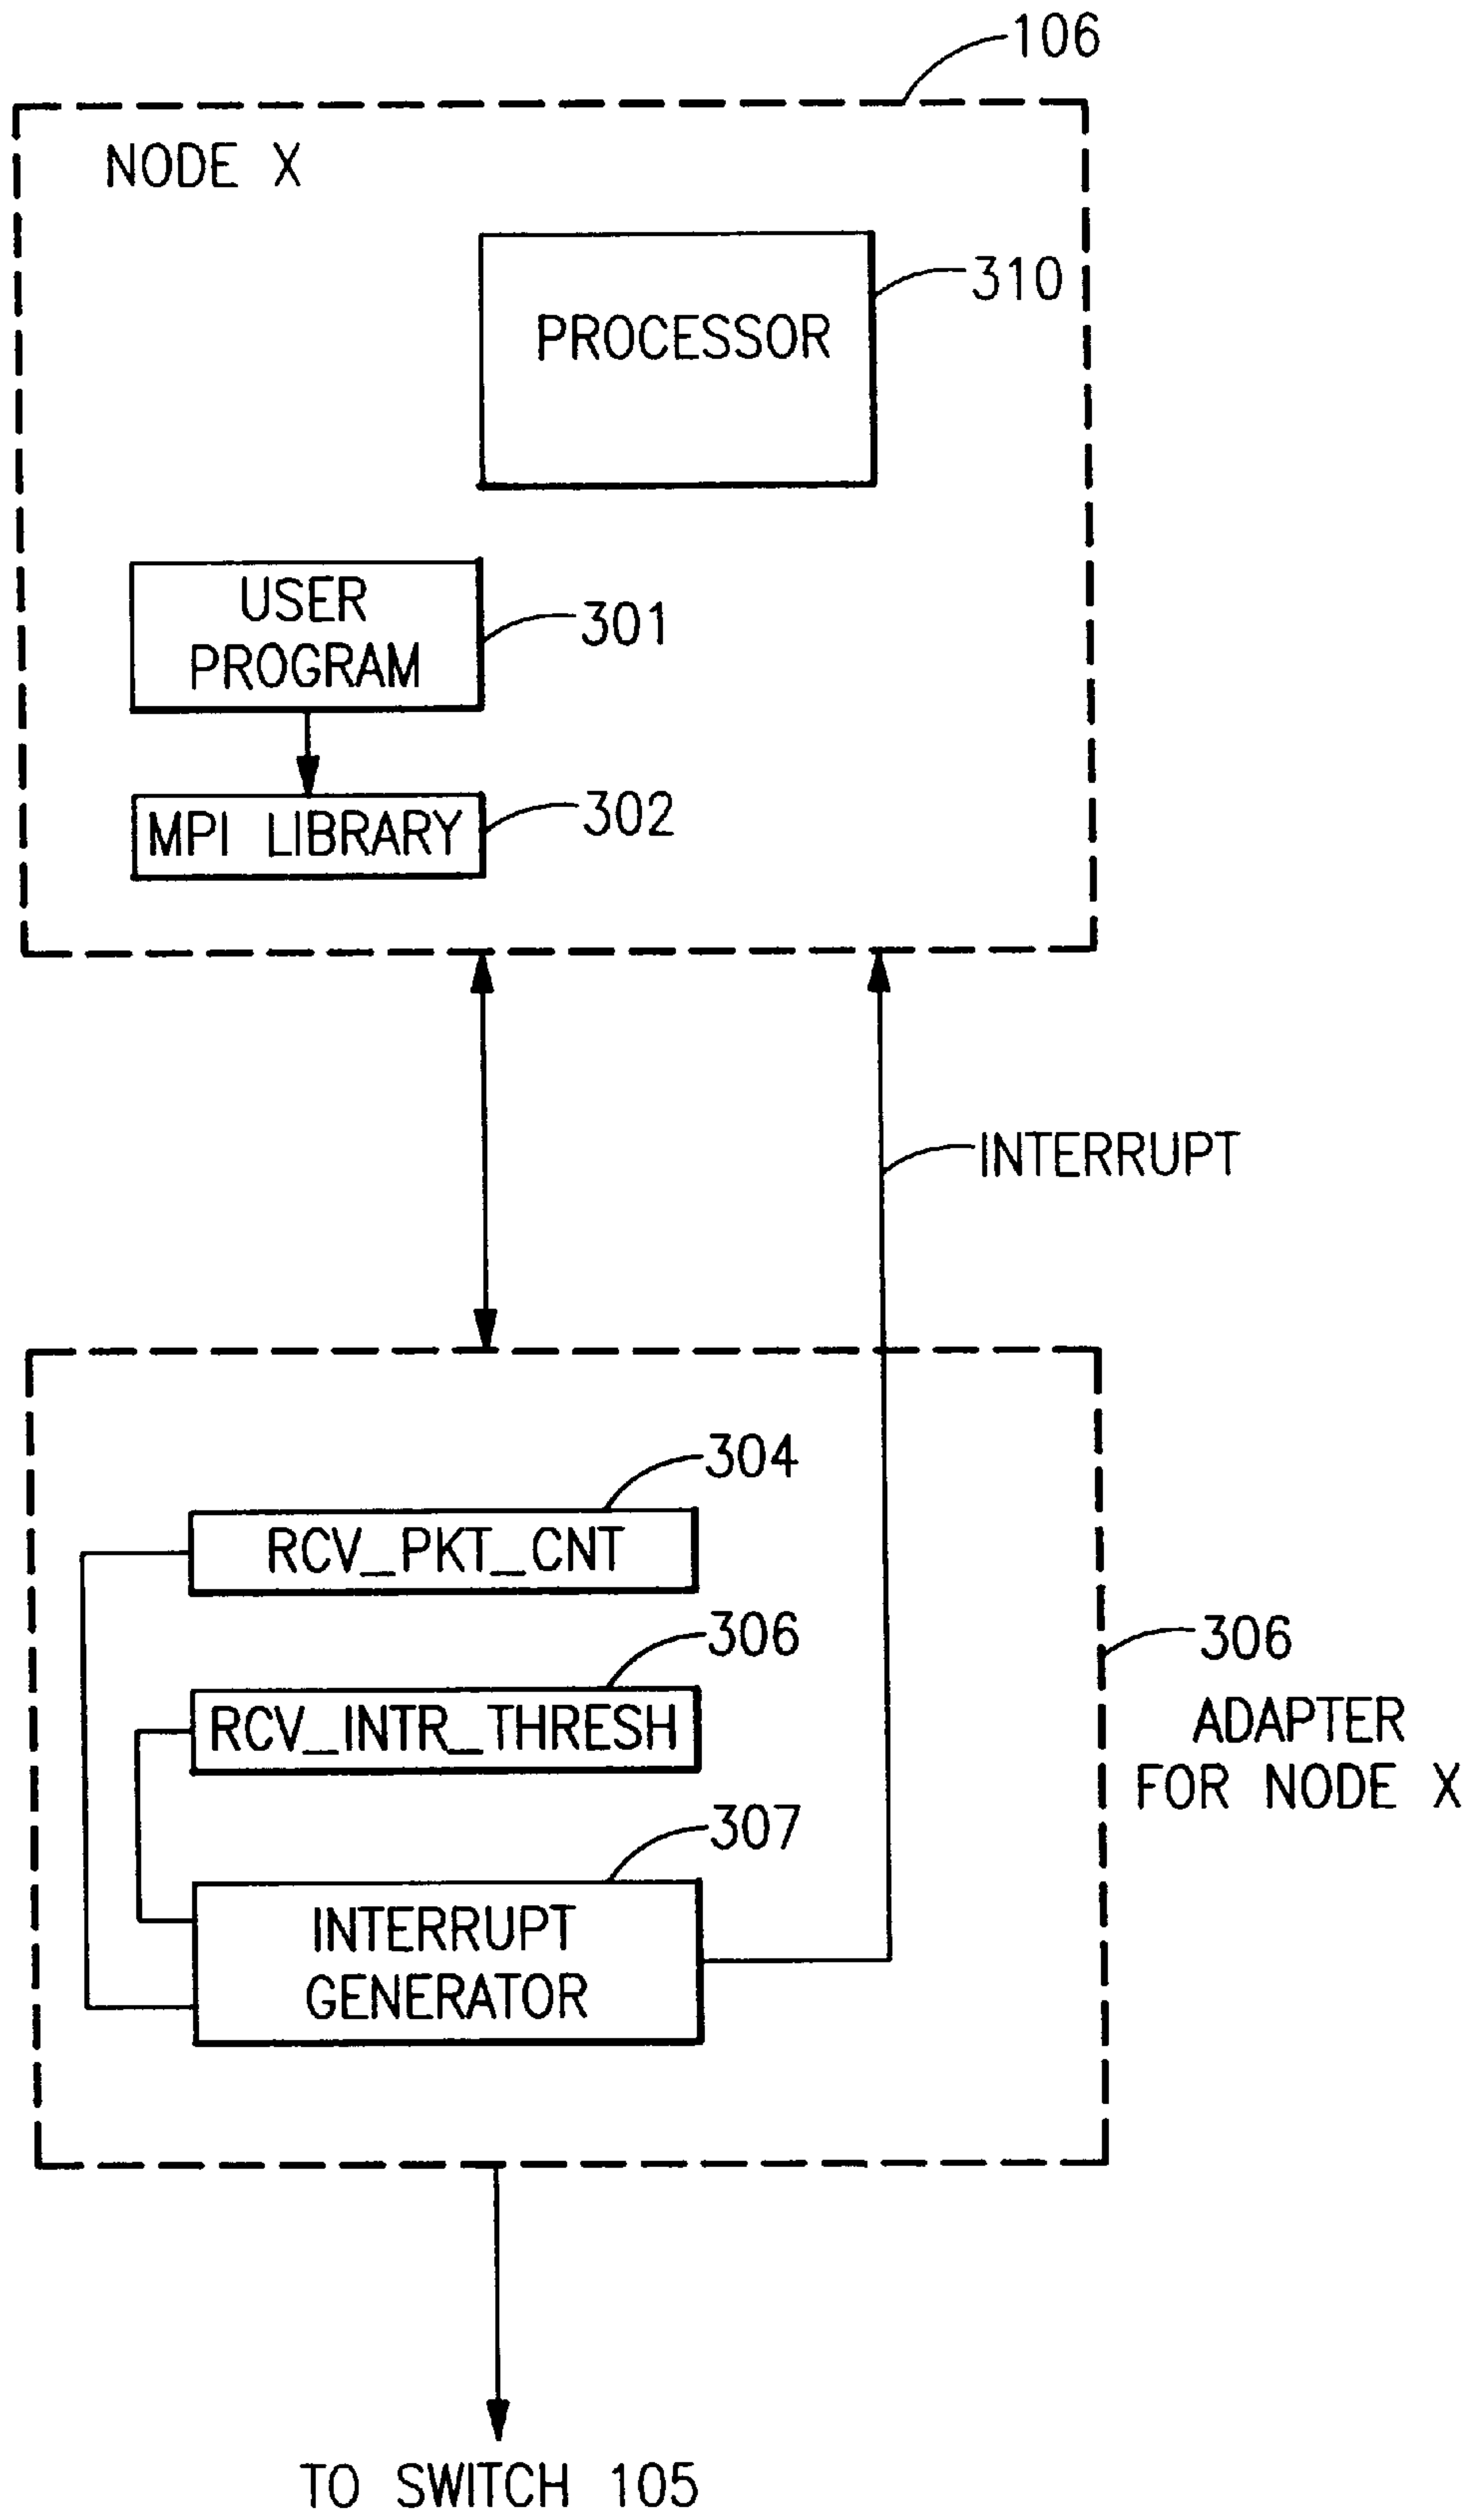 106
NODE X
310
PROCESSOR
USER
PROGRAM
301
MPI LIBRARY
302
INTERRUPT
304
RCV_PKT_CNT
306
RCV_INTR_THRESH
306
ADAPTER
FOR NODE X
307
INTERRUPT
GENERATOR
TO SWITCH 105